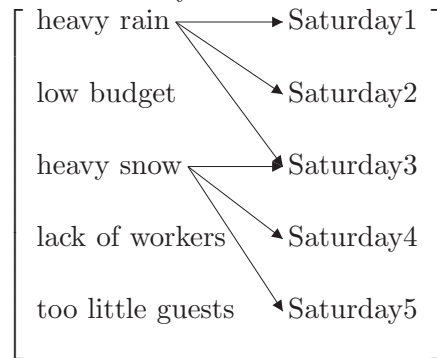 heavy rain Saturday1
low budget Saturday2
heavy snow Saturday3
lack of workers Saturday4
too little guests Saturday5